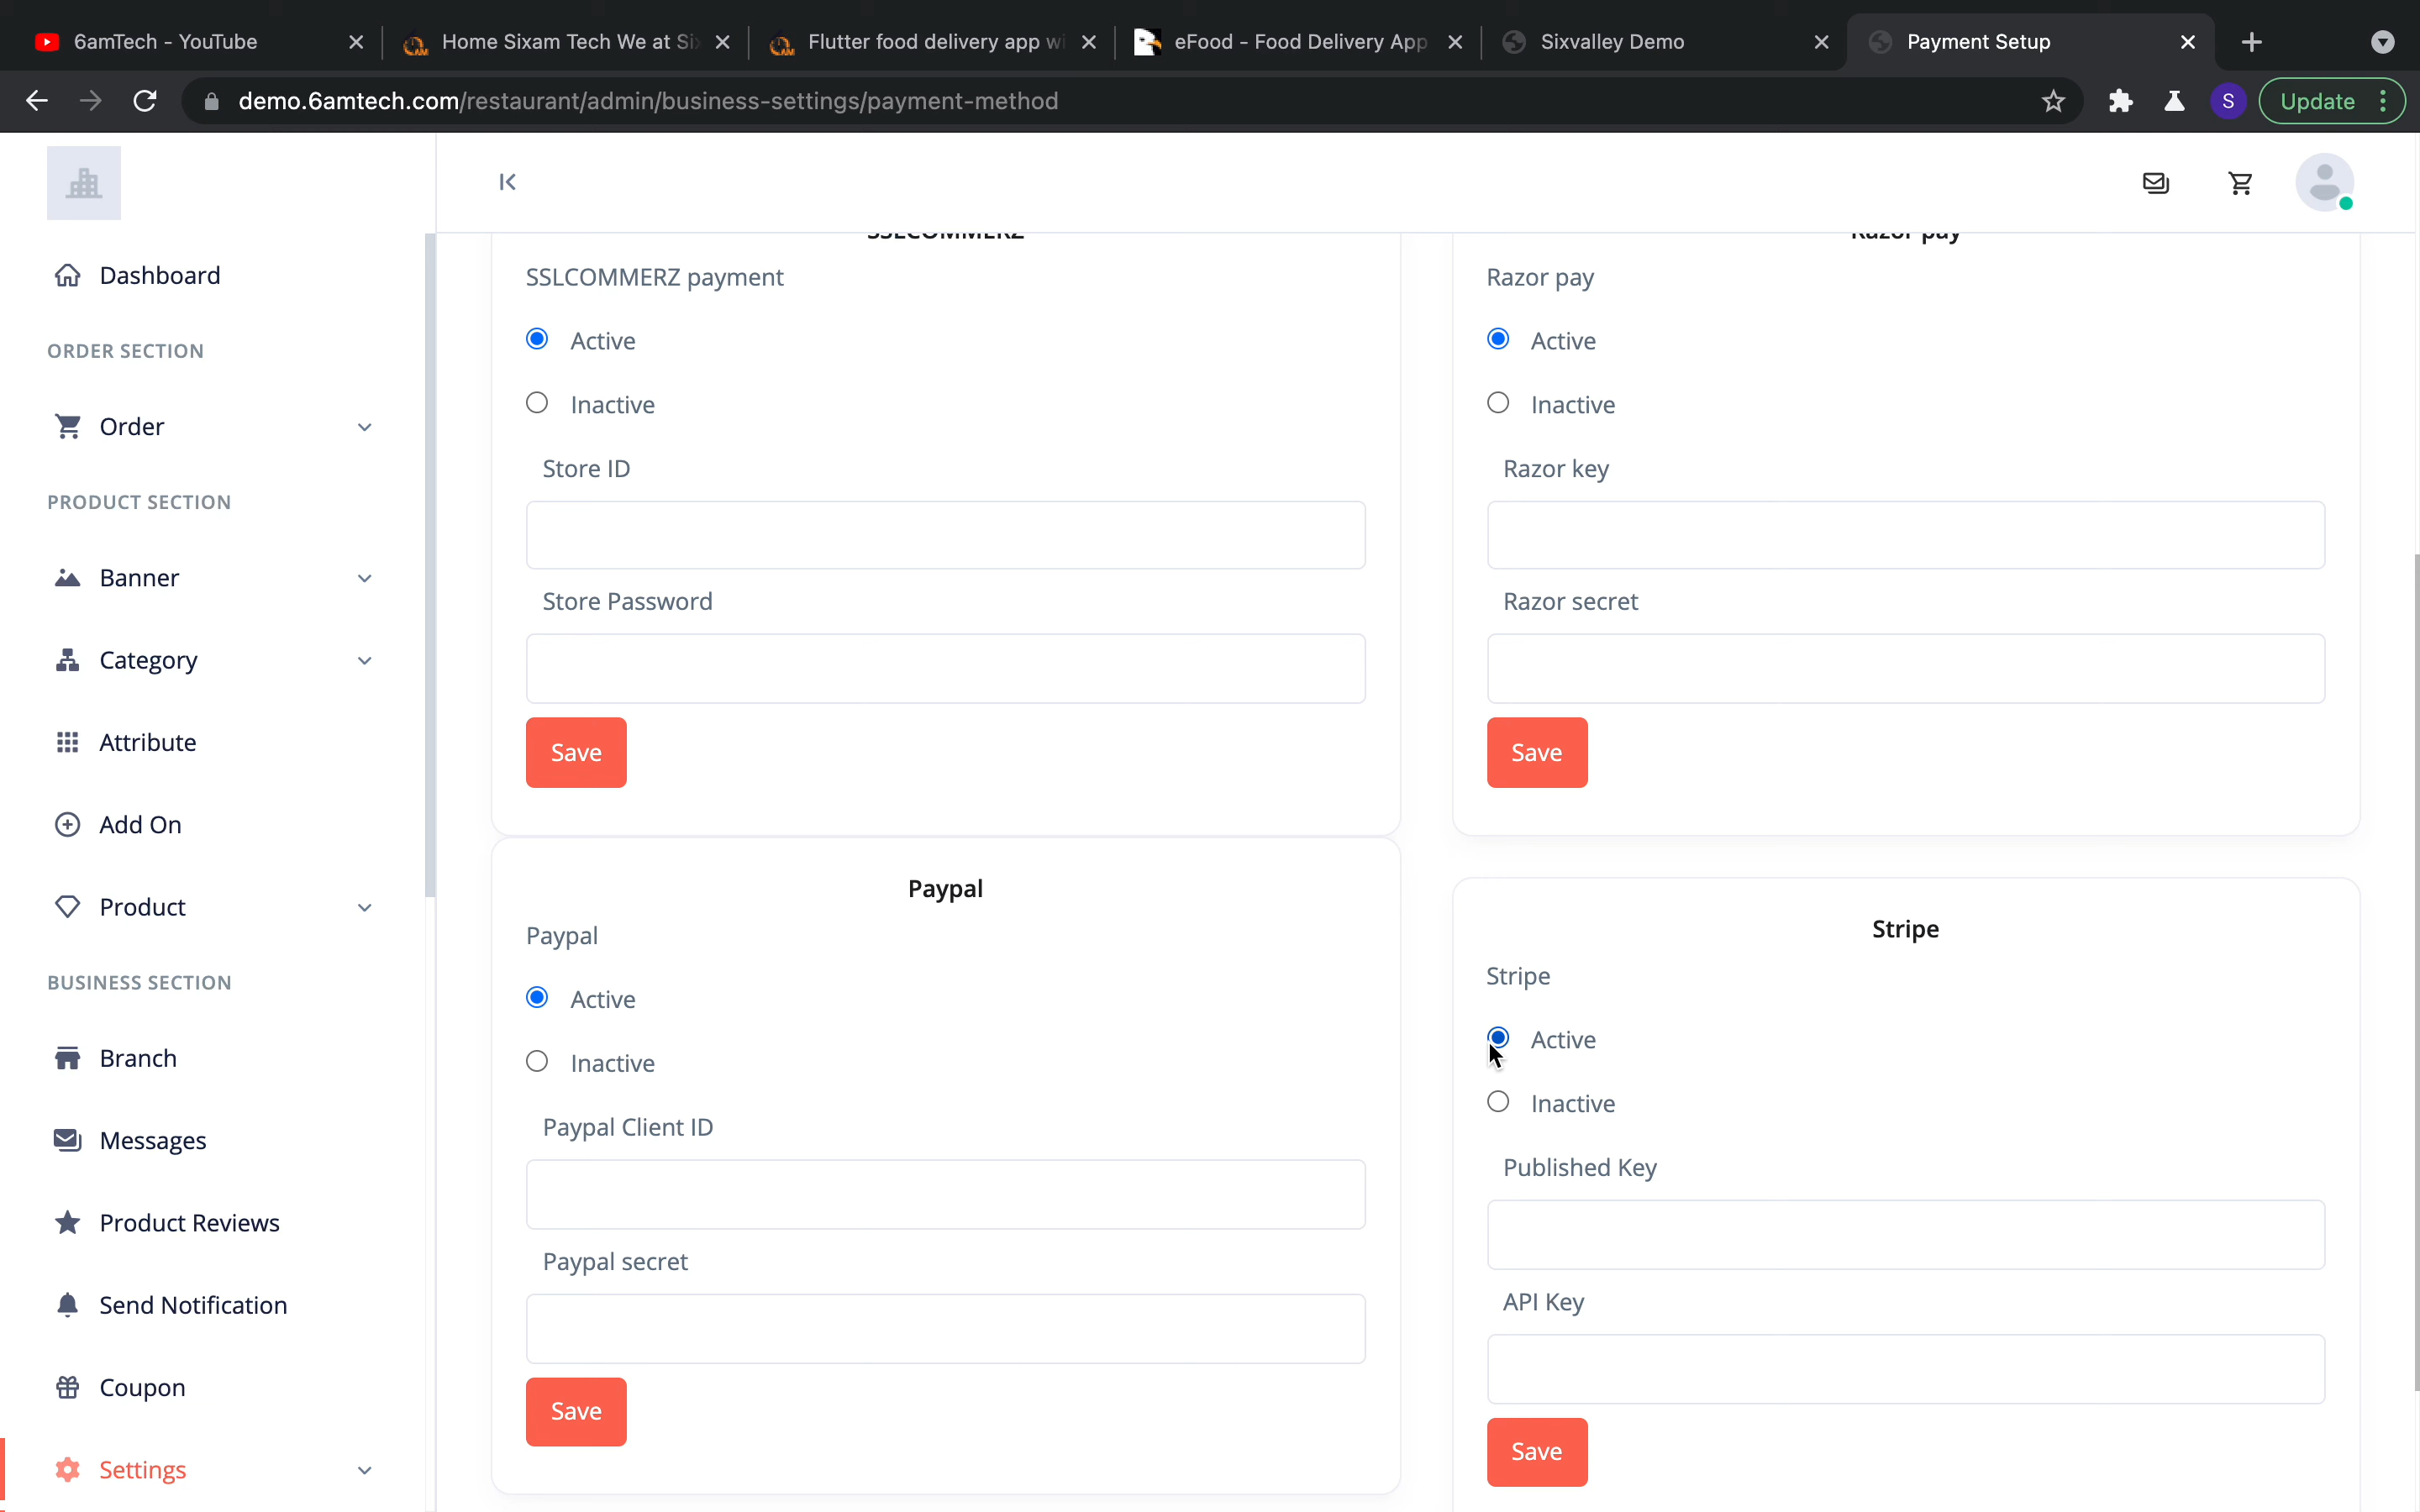 6amTech - YouTube
Home Sixam Tech We at Si
Flutter food delivery app wi
eFood - Food Delivery App
Sixvalley Demo
Payment Setup
demo.6amtech.com/restaurant/admin/business-settings/payment-method
S
Update
Dashboard
ORDER SECTION
Order
PRODUCT SECTION
Banner
Category
Attribute
Add On
Product
BUSINESS SECTION
Branch
Messages
Product Reviews
Send Notification
Coupon
Settings
SSLCOMMERZ
SSLCOMMERZ payment
Active
Inactive
Store ID
Store Password
Save
Razor pay
Razor pay
Active
Inactive
Razor key
Razor secret
Save
Paypal
Paypal
Active
Inactive
Paypal Client ID
Paypal secret
Save
Stripe
Stripe
Active
Inactive
Published Key
API Key
Save